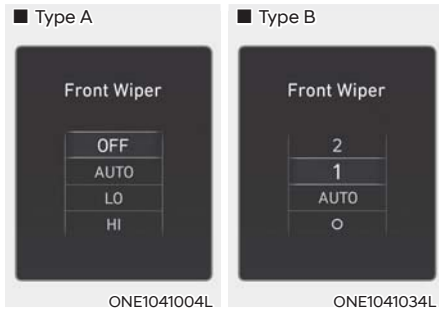 ■ Type A
Front Wiper
OFF
AUTO
LO
HI
ONE1041004L
■ Type B
Front Wiper
2
1
AUTO
O
ONE1041034L